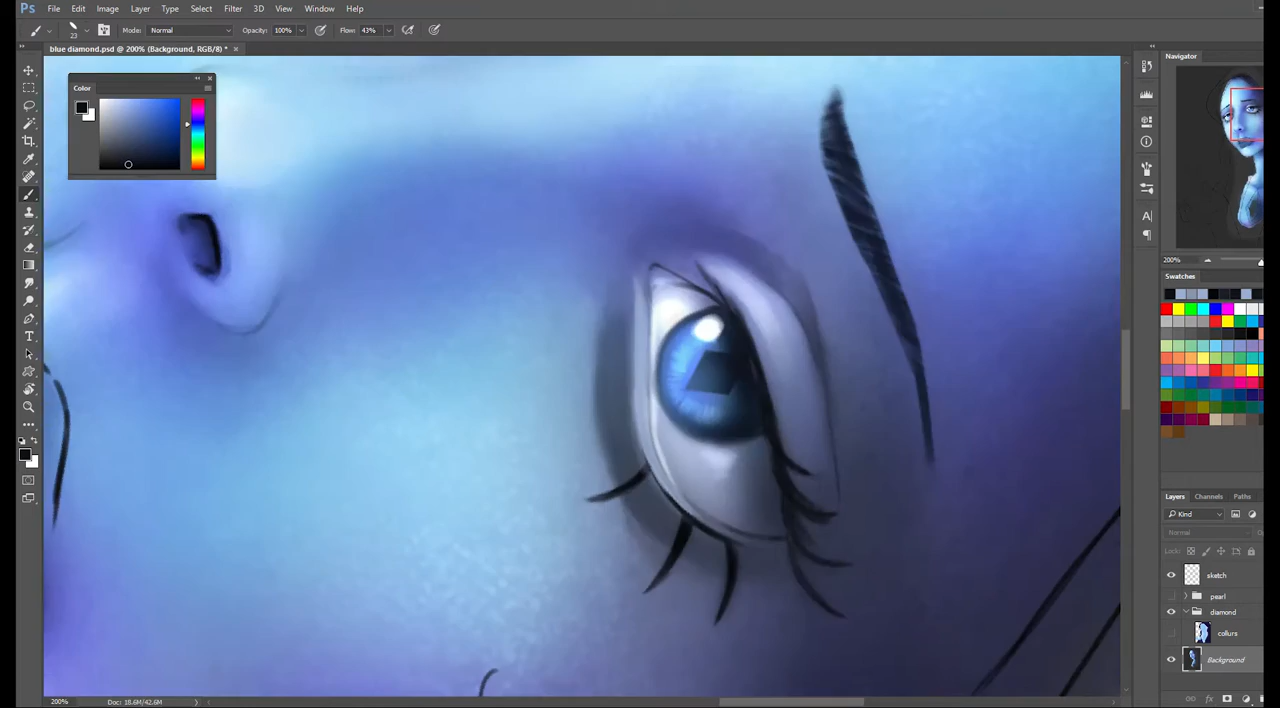 Ps File Edit Image Layer Type Select Filter 3D View Window Help
23 Mode: Normal Opacity: 100% Flow: 43%
blue diamond.psd @ 200% (Background, RGB/8) * ×
Color
Navigator
200%
A|
Swatches
Layers Channels Paths
Kind
Normal
Lock:
sketch
pearl
diamond
collurs
Background
200% Doc: 18.6M/42.6M